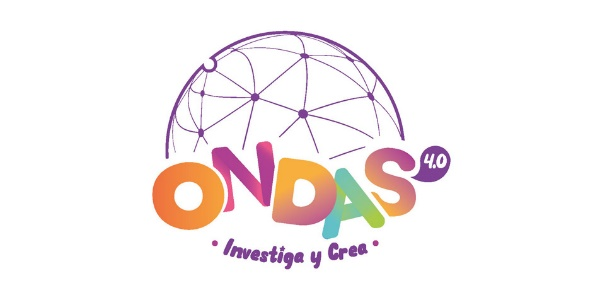 ONDAS 4.0
• Investiga y Crea •